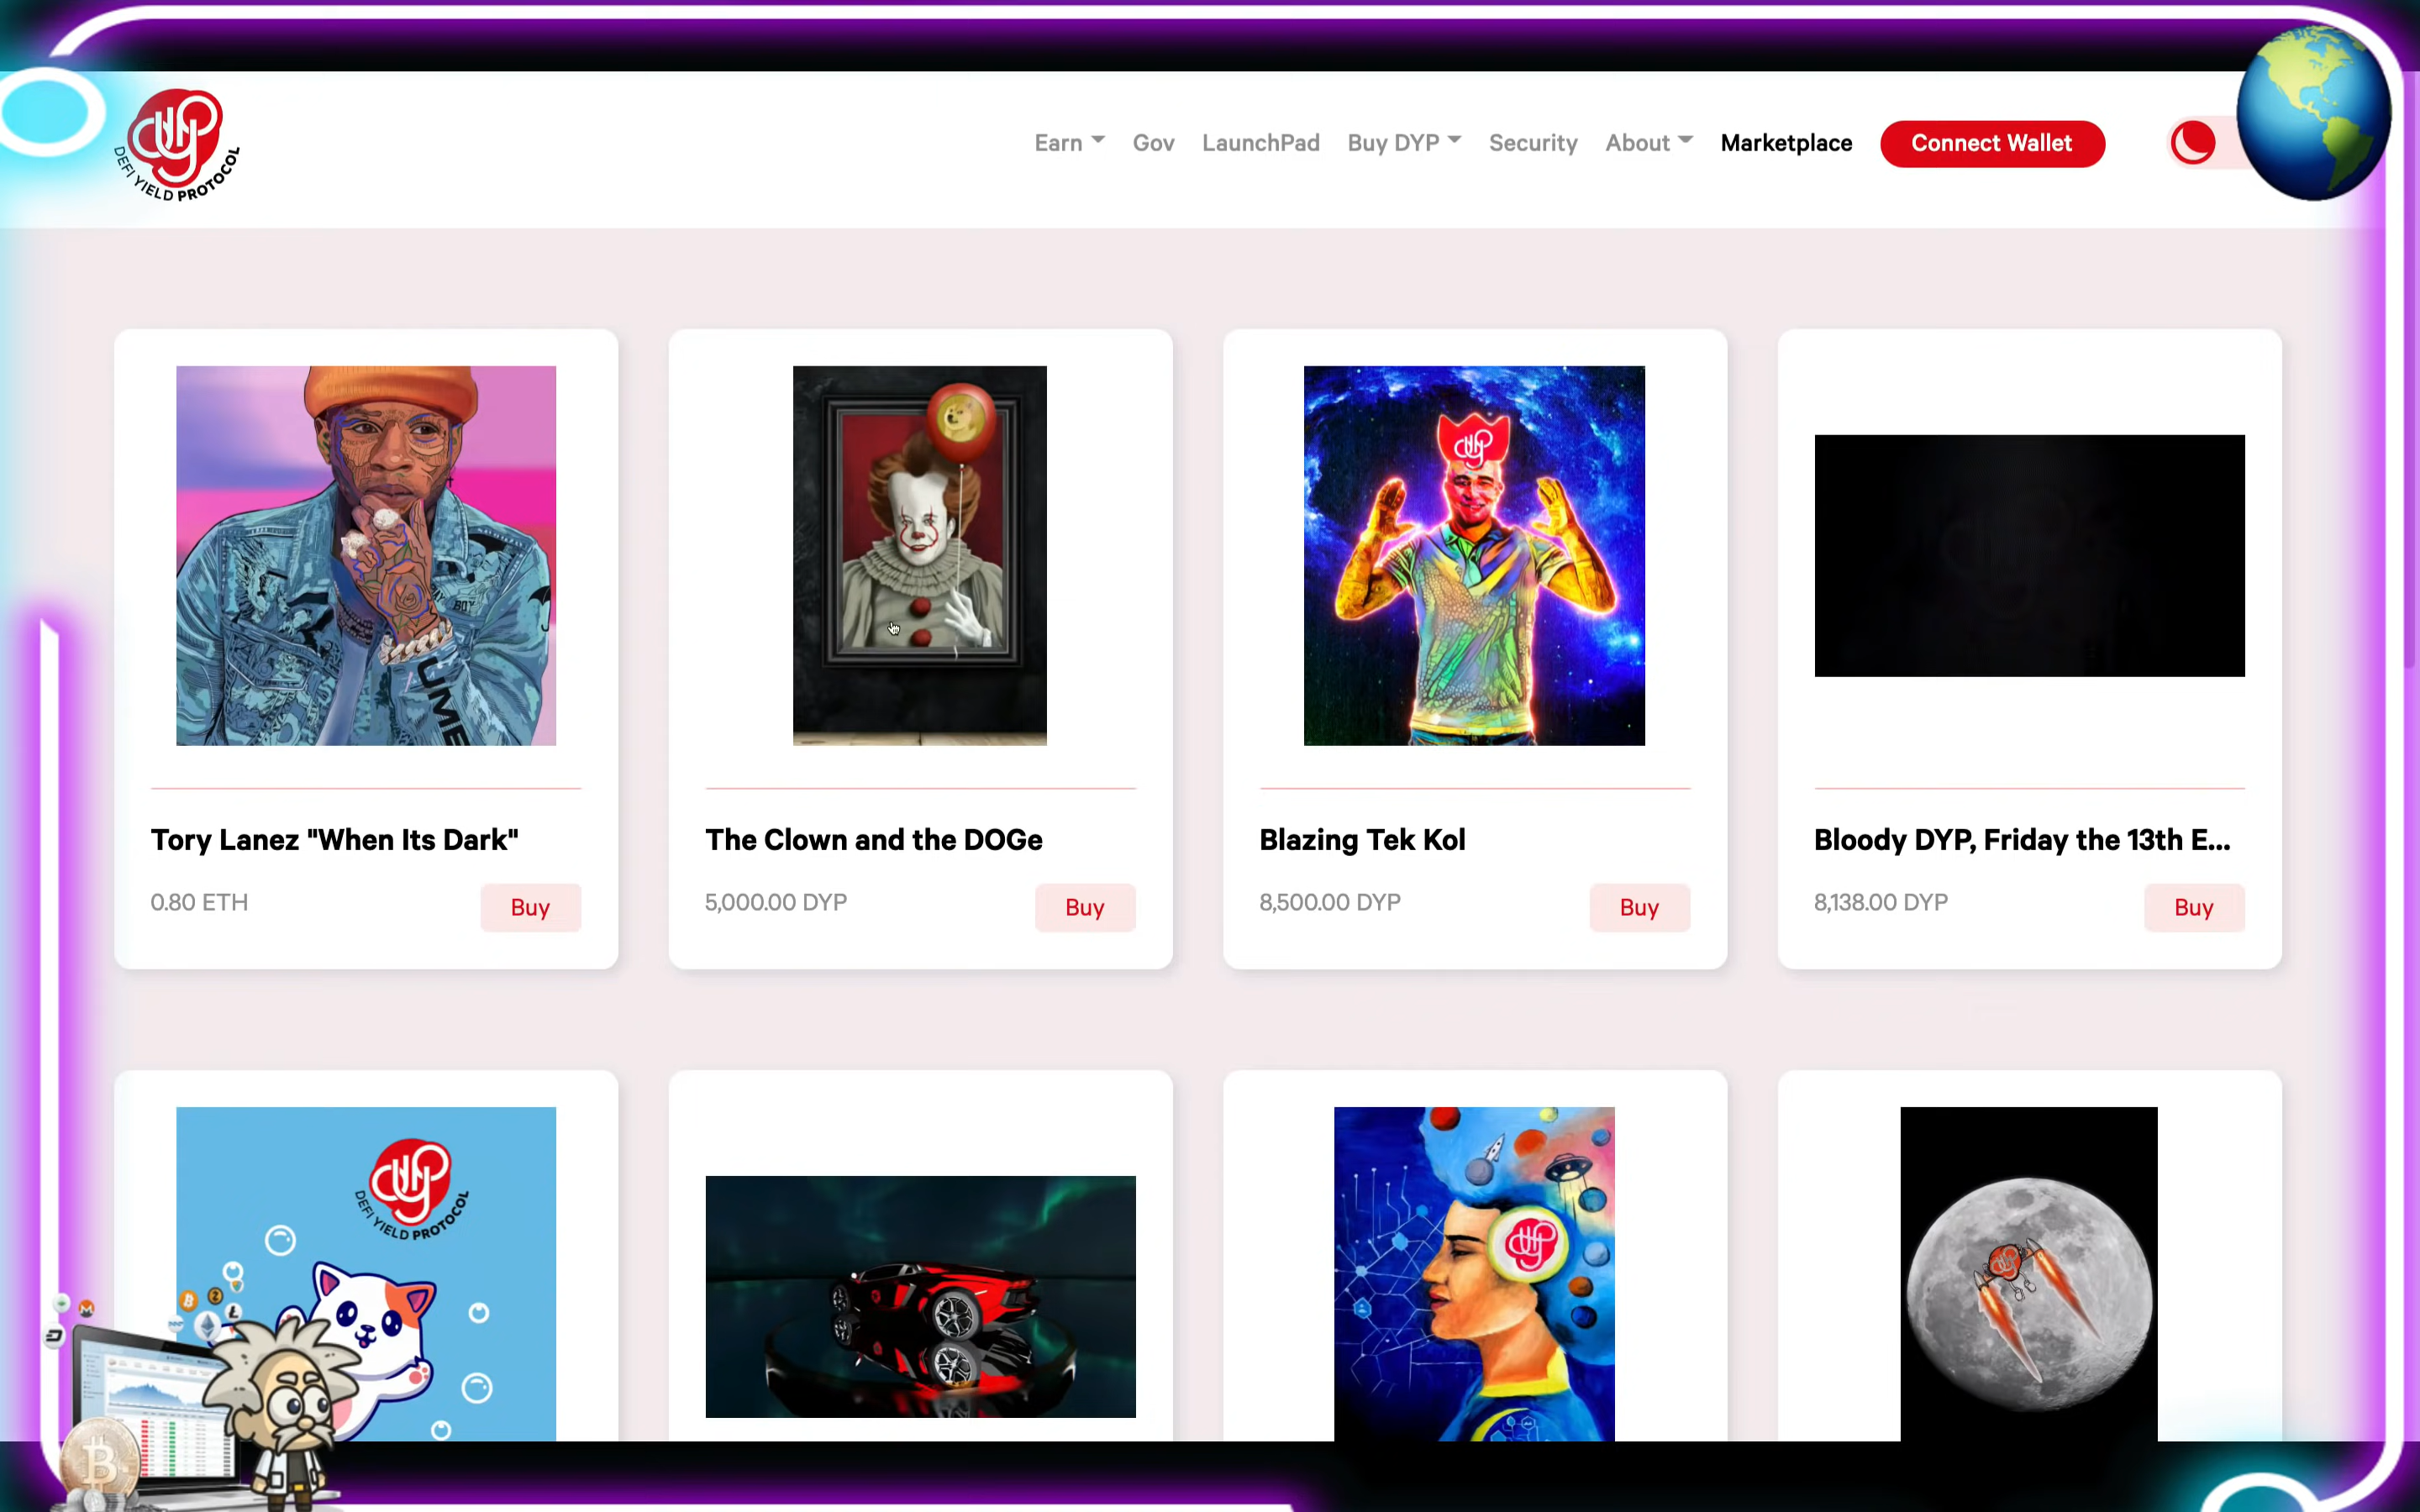 DEFI YIELD PROTOCOL
Earn Gov LaunchPad Buy DYP Security About Marketplace Connect Wallet
Tory Lanez "When Its Dark"
0.80 ETH
Buy
The Clown and the DOGe
5,000.00 DYP
Buy
Blazing Tek Kol
8,500.00 DYP
Buy
Bloody DYP, Friday the 13th E...
8,138.00 DYP
Buy
DEFI YIELD PROTOCOL